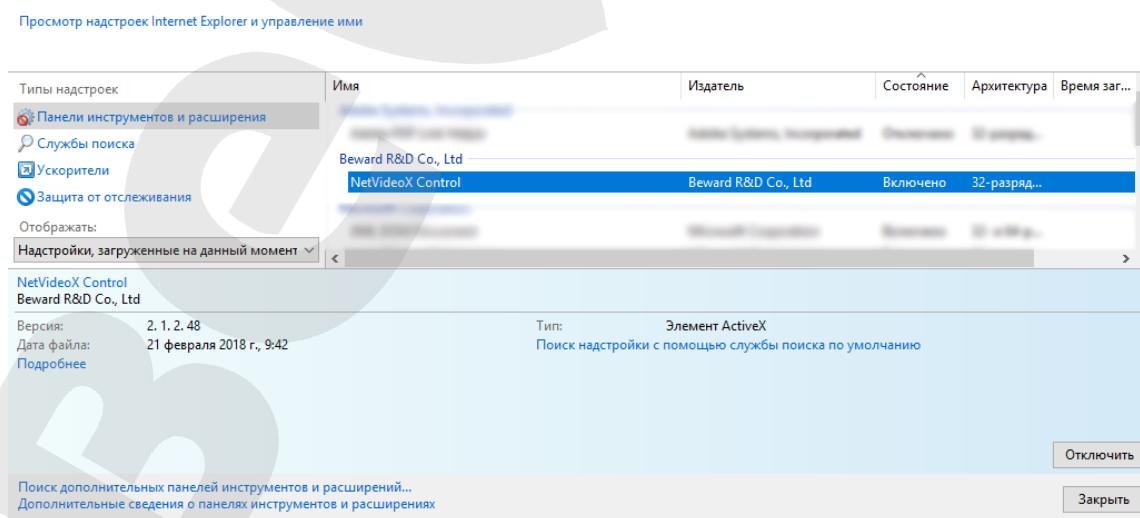 Просмотр надстроек Internet Explorer и управление ими
Типы надстроек
Панели инструментов и расширения
Службы поиска
Ускорители
Защита от отслеживания
Отображать:
Надстройки, загруженные на данный момент
Имя Издатель Состояние Архитектура Время заг...
Beward R&D Co., Ltd
NetVideoX Control Beward R&D Co., Ltd Включено 32-разряд...
NetVideoX Control
Beward R&D Co., Ltd
Версия: 2. 1. 2. 48 Тип: Элемент ActiveX
Дата файла: 21 февраля 2018 г., 9:42 Поиск надстройки с помощью службы поиска по умолчанию
Подробнее
Отключить
Поиск дополнительных панелей инструментов и расширений...
Дополнительные сведения о панелях инструментов и расширениях
Закрыть